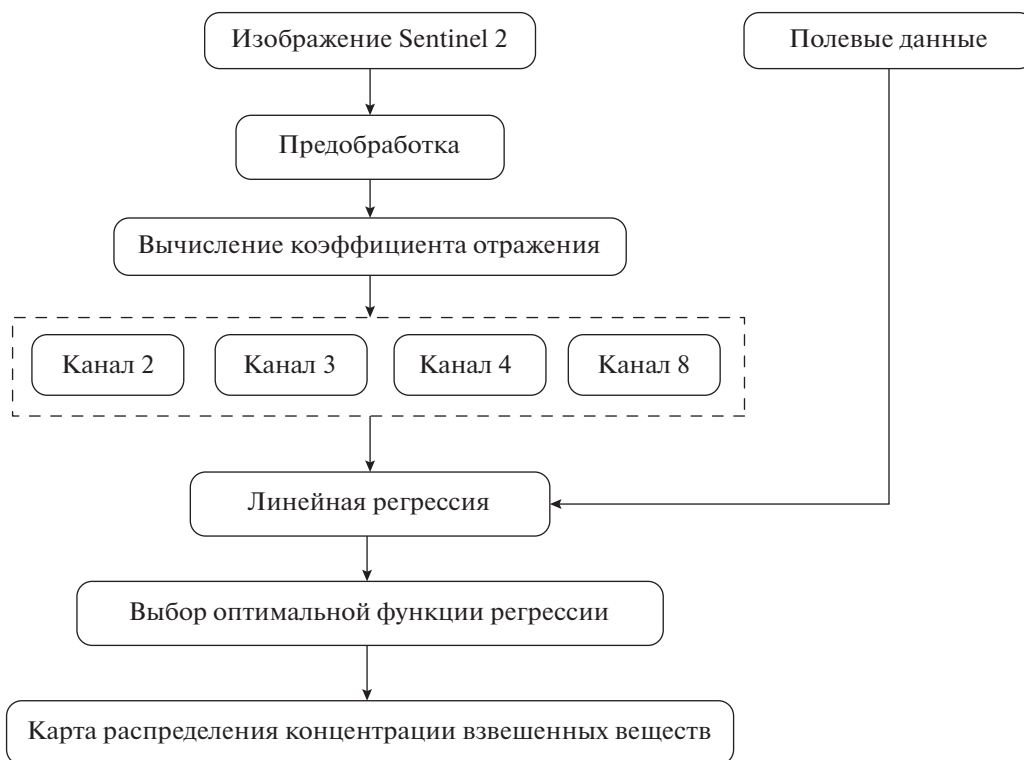 Изображение Sentinel 2
Полевые данные
Предобработка
Вычисление коэффициента отражения
Канал 2
Канал 3
Канал 4
Канал 8
Линейная регрессия
Выбор оптимальной функции регрессии
Карта распределения концентрации взвешенных веществ